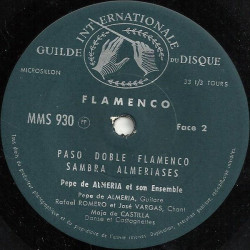 GUILDE INTERNATIONALE DU DISQUE
MICROSILLON
33 1/3 TOURS
FLAMENCO
MMS 930
Face 2
PASO DOBLE FLAMENCO
SAMBRA ALMERIASES
Pepe de ALMERIA et son Ensemble
Pepe de ALMERIA, Guitare
Rafael ROMERO et José VARGAS, Chant
Maja de CASTILLA
Danse et Castagnettes